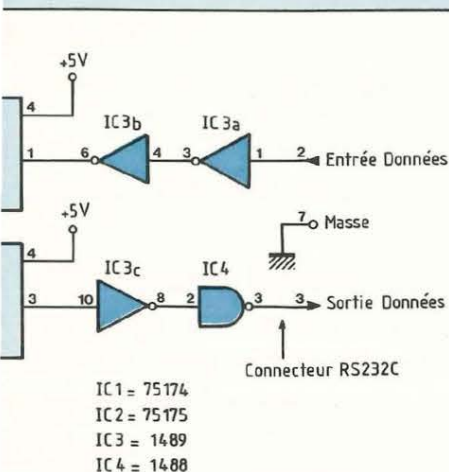 +5V
4
IC3b
IC3a
1
6
4
3
1
2
Entrée Données
+5V
7
Masse
4
IC3c
IC4
3
10
8
2
3
3
Sortie Données
Connecteur RS232C
IC1 = 75174
IC2 = 75175
IC3 = 1489
IC4 = 1488